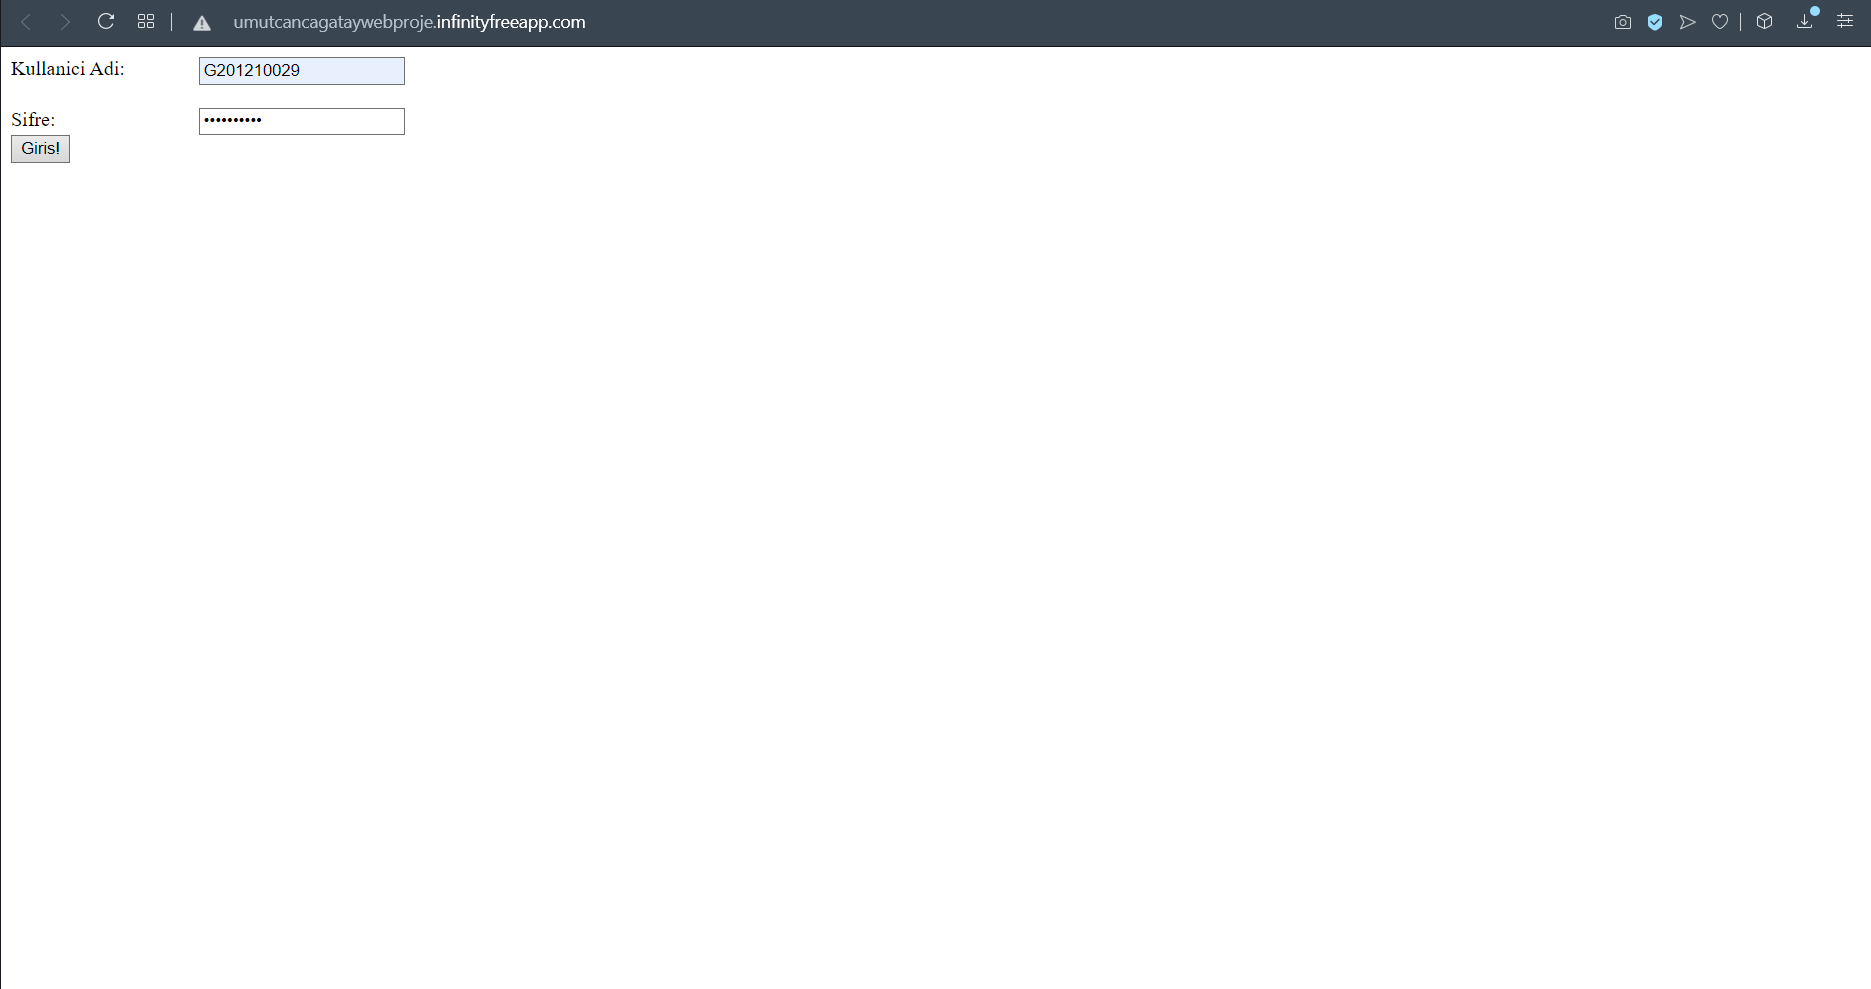 umutcancagataywebproje.infinityfreeapp.com
Kullanici Adi: G201210029
Sifre: ••••••••••
Giris!